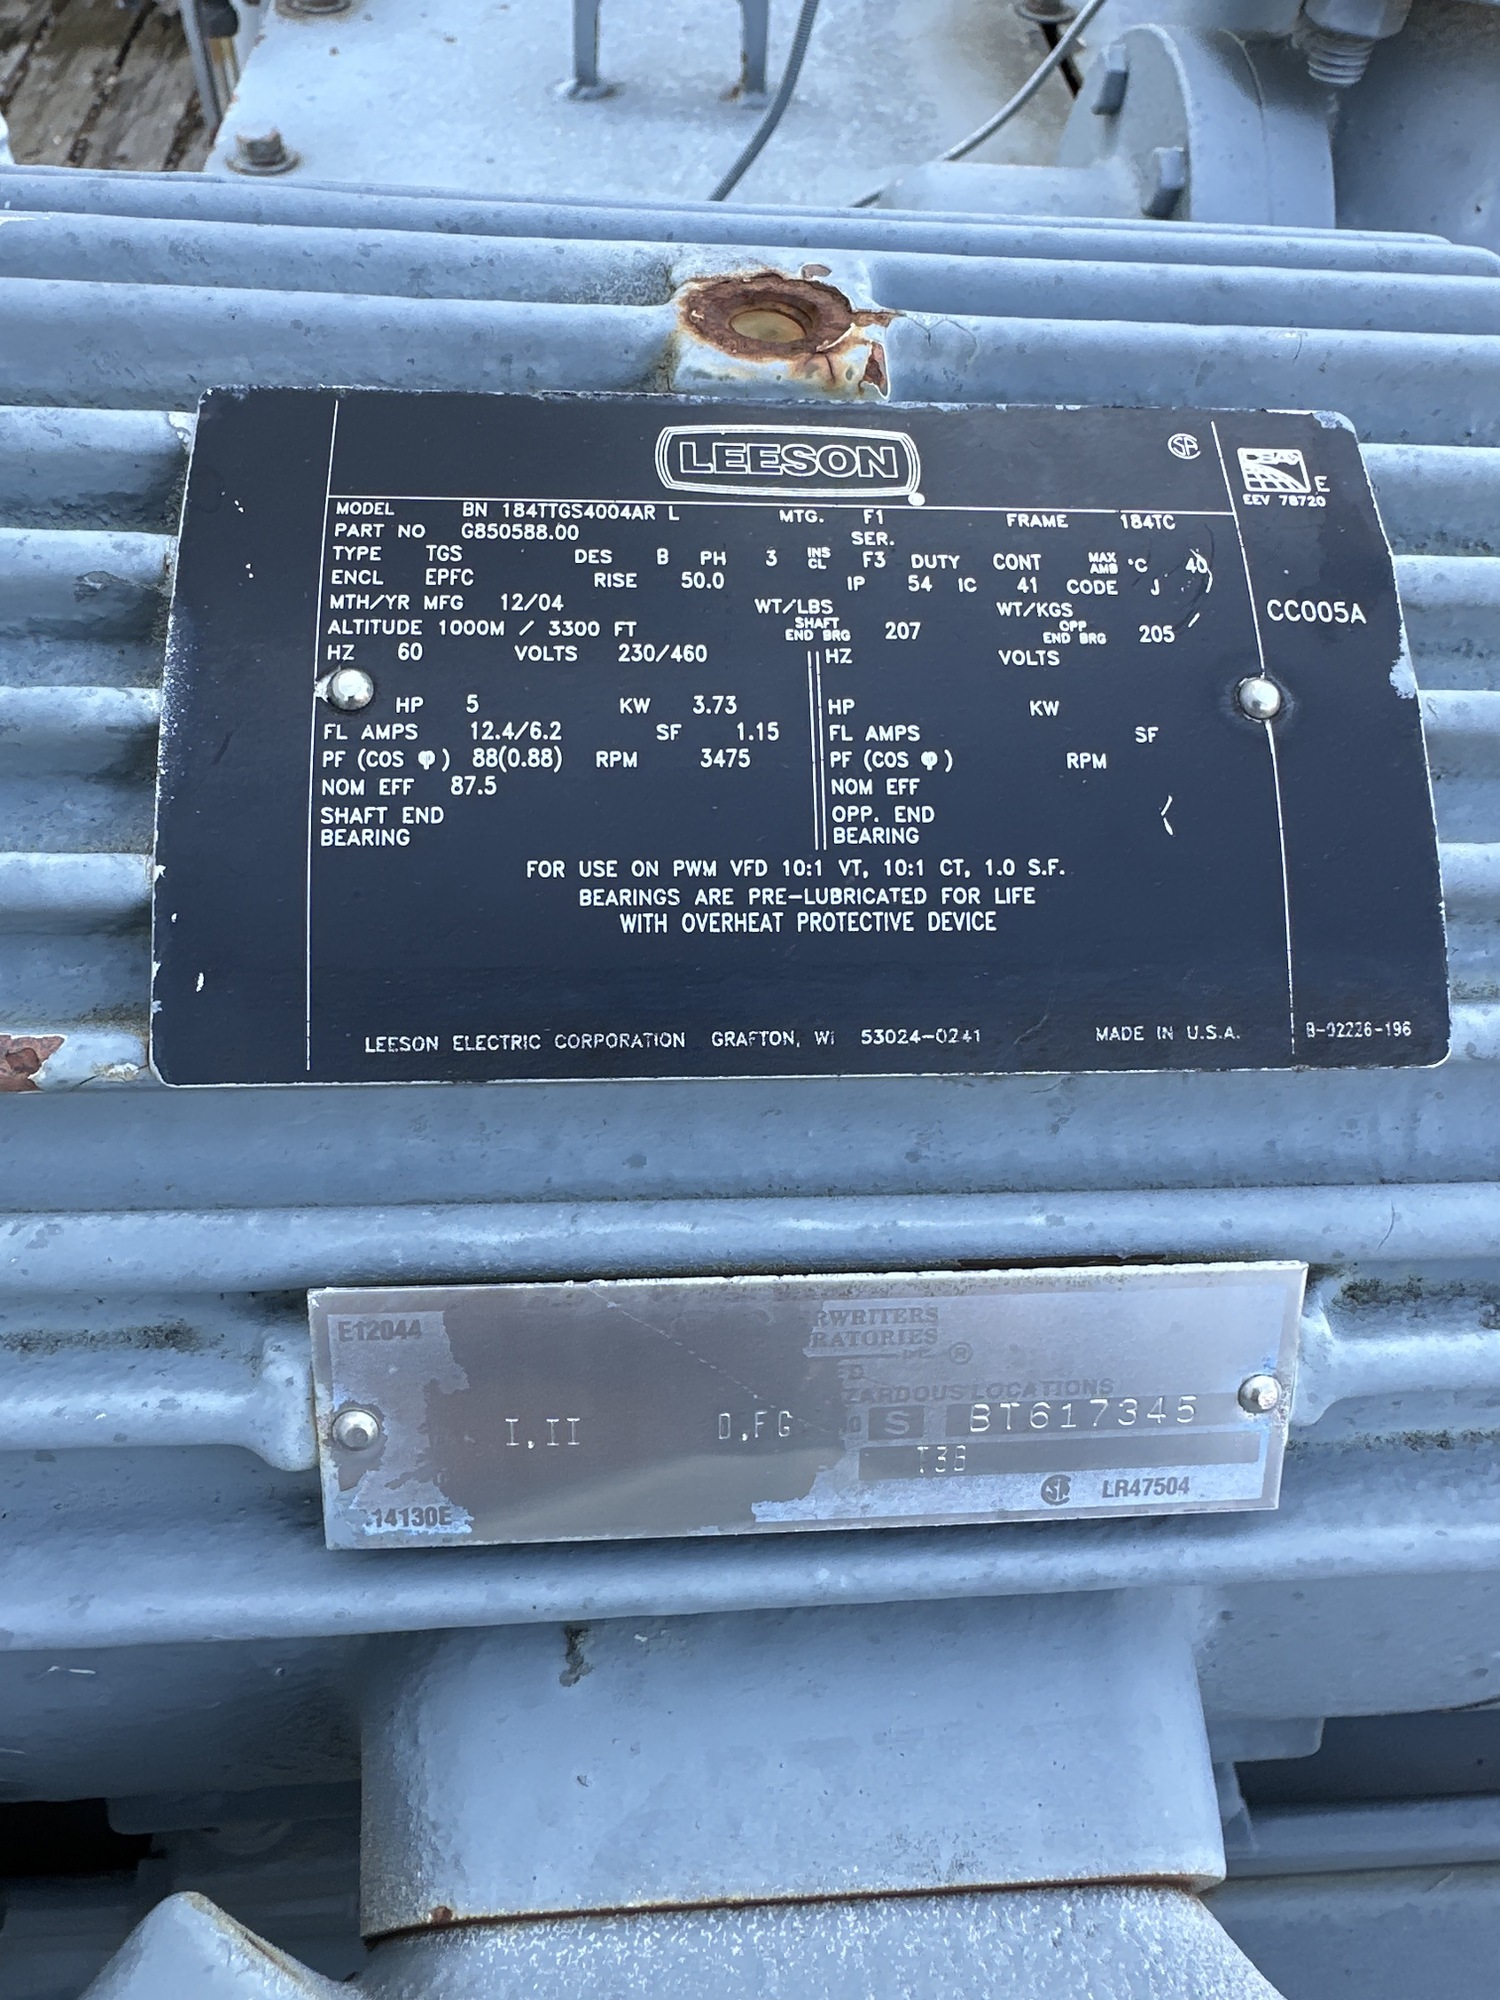 LEESON
SA
E
EEV 78720
MODEL BN 184TTGS4004AR L MTG. F1 FRAME 184TC
PART NO G850588.00 SER.
TYPE TGS DES B PH 3 INS CL F3 DUTY CONT MAX AMB °C 40
ENCL EPFC RISE 50.0 IP 54 IC 41 CODE J
MTH/YR MFG 12/04 WT/LBS WT/KGS
CC005A
ALTITUDE 1000M / 3300 FT SHAFT END BRG 207 OPP END BRG 205
HZ 60 VOLTS 230/460 HZ VOLTS
HP 5 KW 3.73 HP KW
FL AMPS 12.4/6.2 SF 1.15 FL AMPS SF
PF (COS φ) 88(0.88) RPM 3475 PF (COS φ) RPM
NOM EFF 87.5 NOM EFF
SHAFT END BEARING OPP. END BEARING
FOR USE ON PWM VFD 10:1 VT, 10:1 CT, 1.0 S.F.
BEARINGS ARE PRE-LUBRICATED FOR LIFE
WITH OVERHEAT PROTECTIVE DEVICE
LEESON ELECTRIC CORPORATION GRAFTON, WI 53024-0241 MADE IN U.S.A. B-02226-196
E12044 RWRITERS
RATORIES ®
D
ZARDOUS LOCATIONS
I,II D,FG S BT617345
SA LR47504
14130E